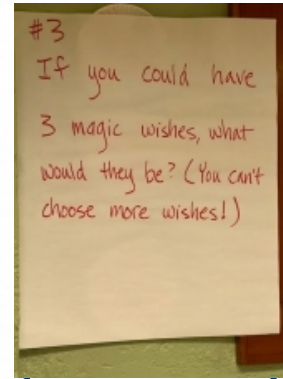 #3
If you could have
3 magic wishes, what
would they be? (You can't
choose more wishes!)